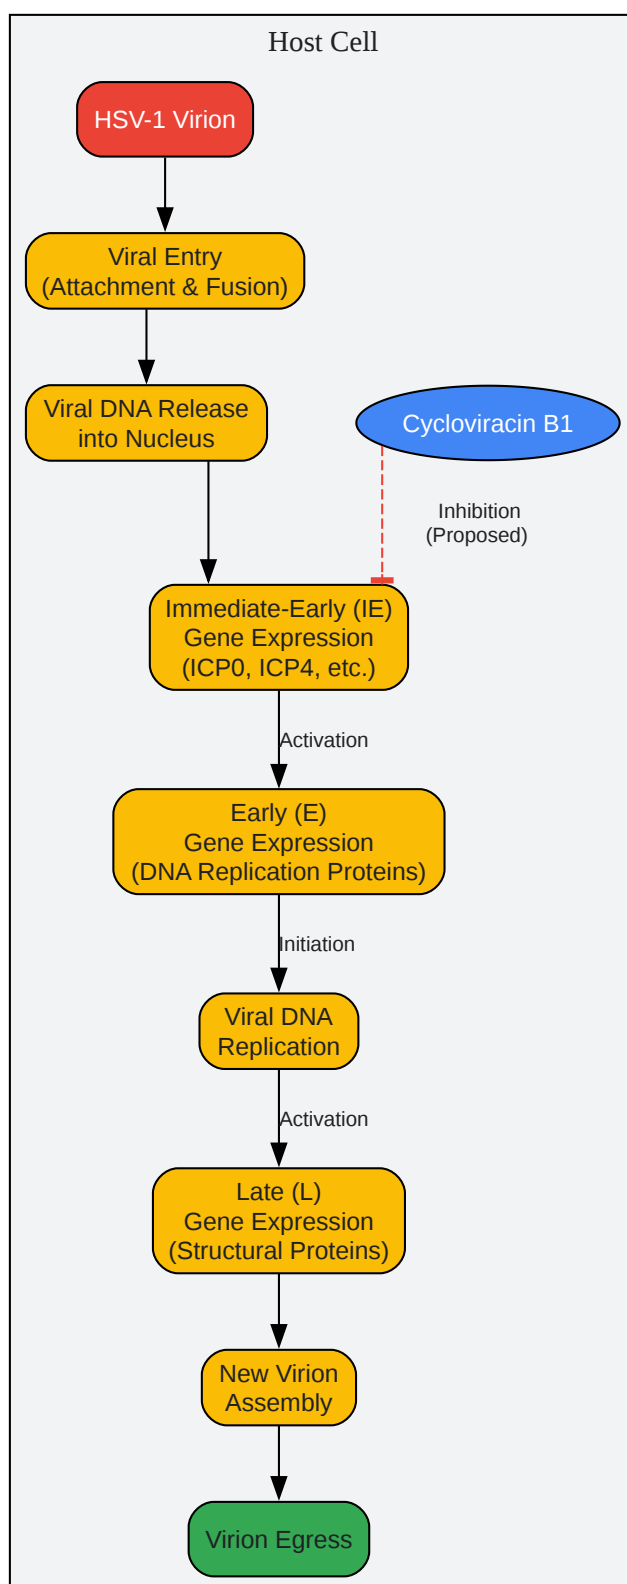 Host Cell
HSV-1 Virion
Viral Entry
(Attachment & Fusion)
Viral DNA Release
into Nucleus
Cycloviracin B1
Inhibition
(Proposed)
Immediate-Early (IE)
Gene Expression
(ICP0, ICP4, etc.)
Activation
Early (E)
Gene Expression
(DNA Replication Proteins)
Initiation
Viral DNA
Replication
Activation
Late (L)
Gene Expression
(Structural Proteins)
New Virion
Assembly
Virion Egress